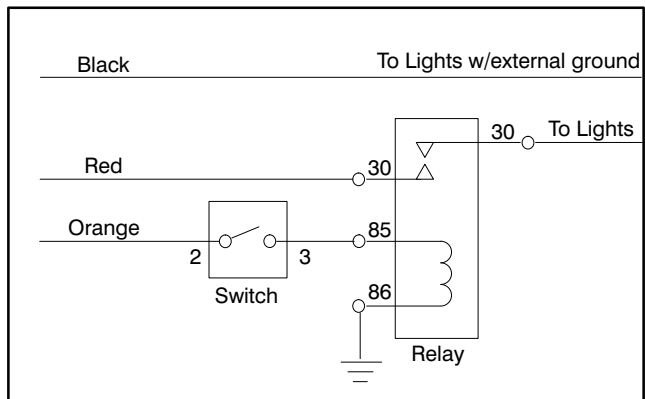 Black
To Lights w/external ground
30
To Lights
Red
30
Orange
2
3
85
Switch
86
Relay